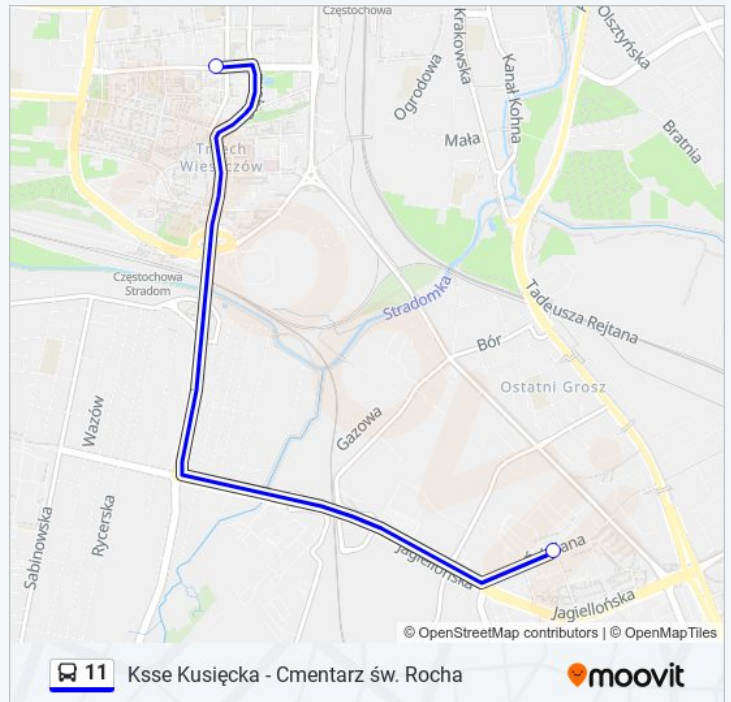 Częstochowa
Krakowska
Olsztyńska
Kanał Kohna
Ogrodowa
Mała
Bratnia
Trzech
Wieszczów
Częstochowa
Stradom
Stradomka
Tadeusza Rejtana
Bór
Ostatni Grosz
Gazowa
Wazów
Rycerska
Sabinowska
Jagiellońska
Jagiellońska
© OpenStreetMap contributors | © OpenMapTiles
11 Ksse Kusięcka - Cmentarz św. Rocha
moovit